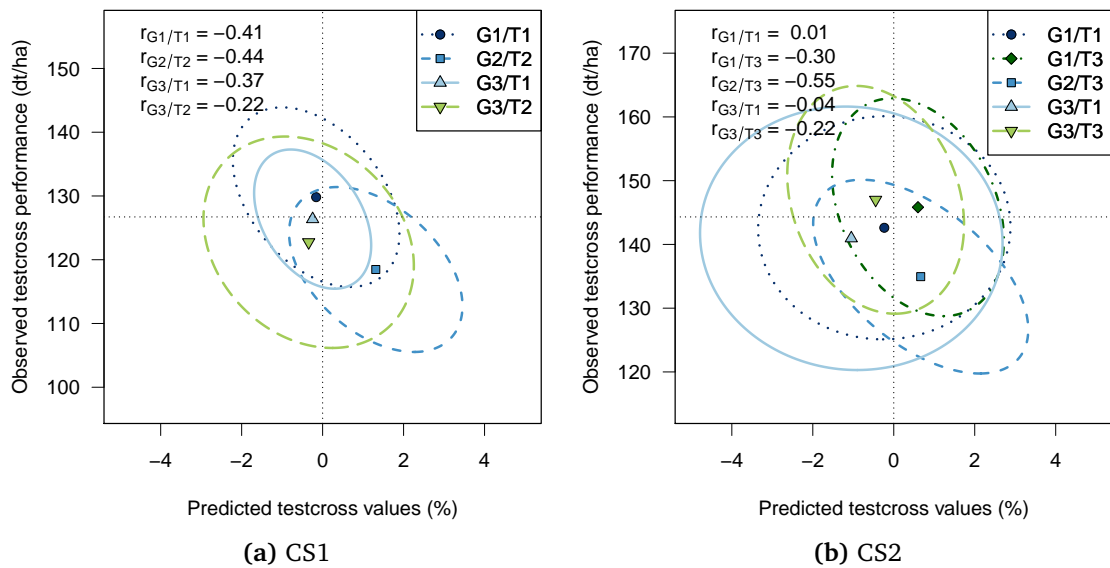 r_G1/T1 = −0.41
r_G2/T2 = −0.44
r_G3/T1 = −0.37
r_G3/T2 = −0.22
G1/T1
G2/T2
G3/T1
G3/T2
Observed testcross performance (dt/ha)
150
140
130
120
110
100
−4 −2 0 2 4
Predicted testcross values (%)
(a) CS1
r_G1/T1 = 0.01
r_G1/T3 = −0.30
r_G2/T3 = −0.55
r_G3/T1 = −0.04
r_G3/T3 = −0.22
G1/T1
G1/T3
G2/T3
G3/T1
G3/T3
Observed testcross performance (dt/ha)
170
160
150
140
130
120
−4 −2 0 2 4
Predicted testcross values (%)
(b) CS2